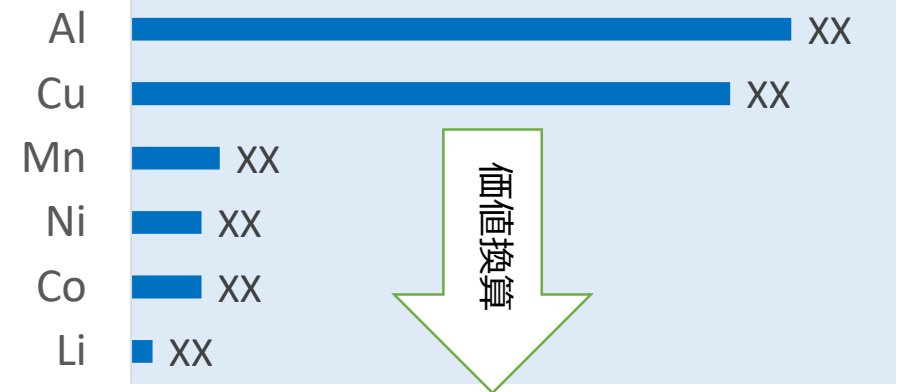 Al XX
Cu XX
Mn XX
Ni XX
Co XX
Li XX
価値換算